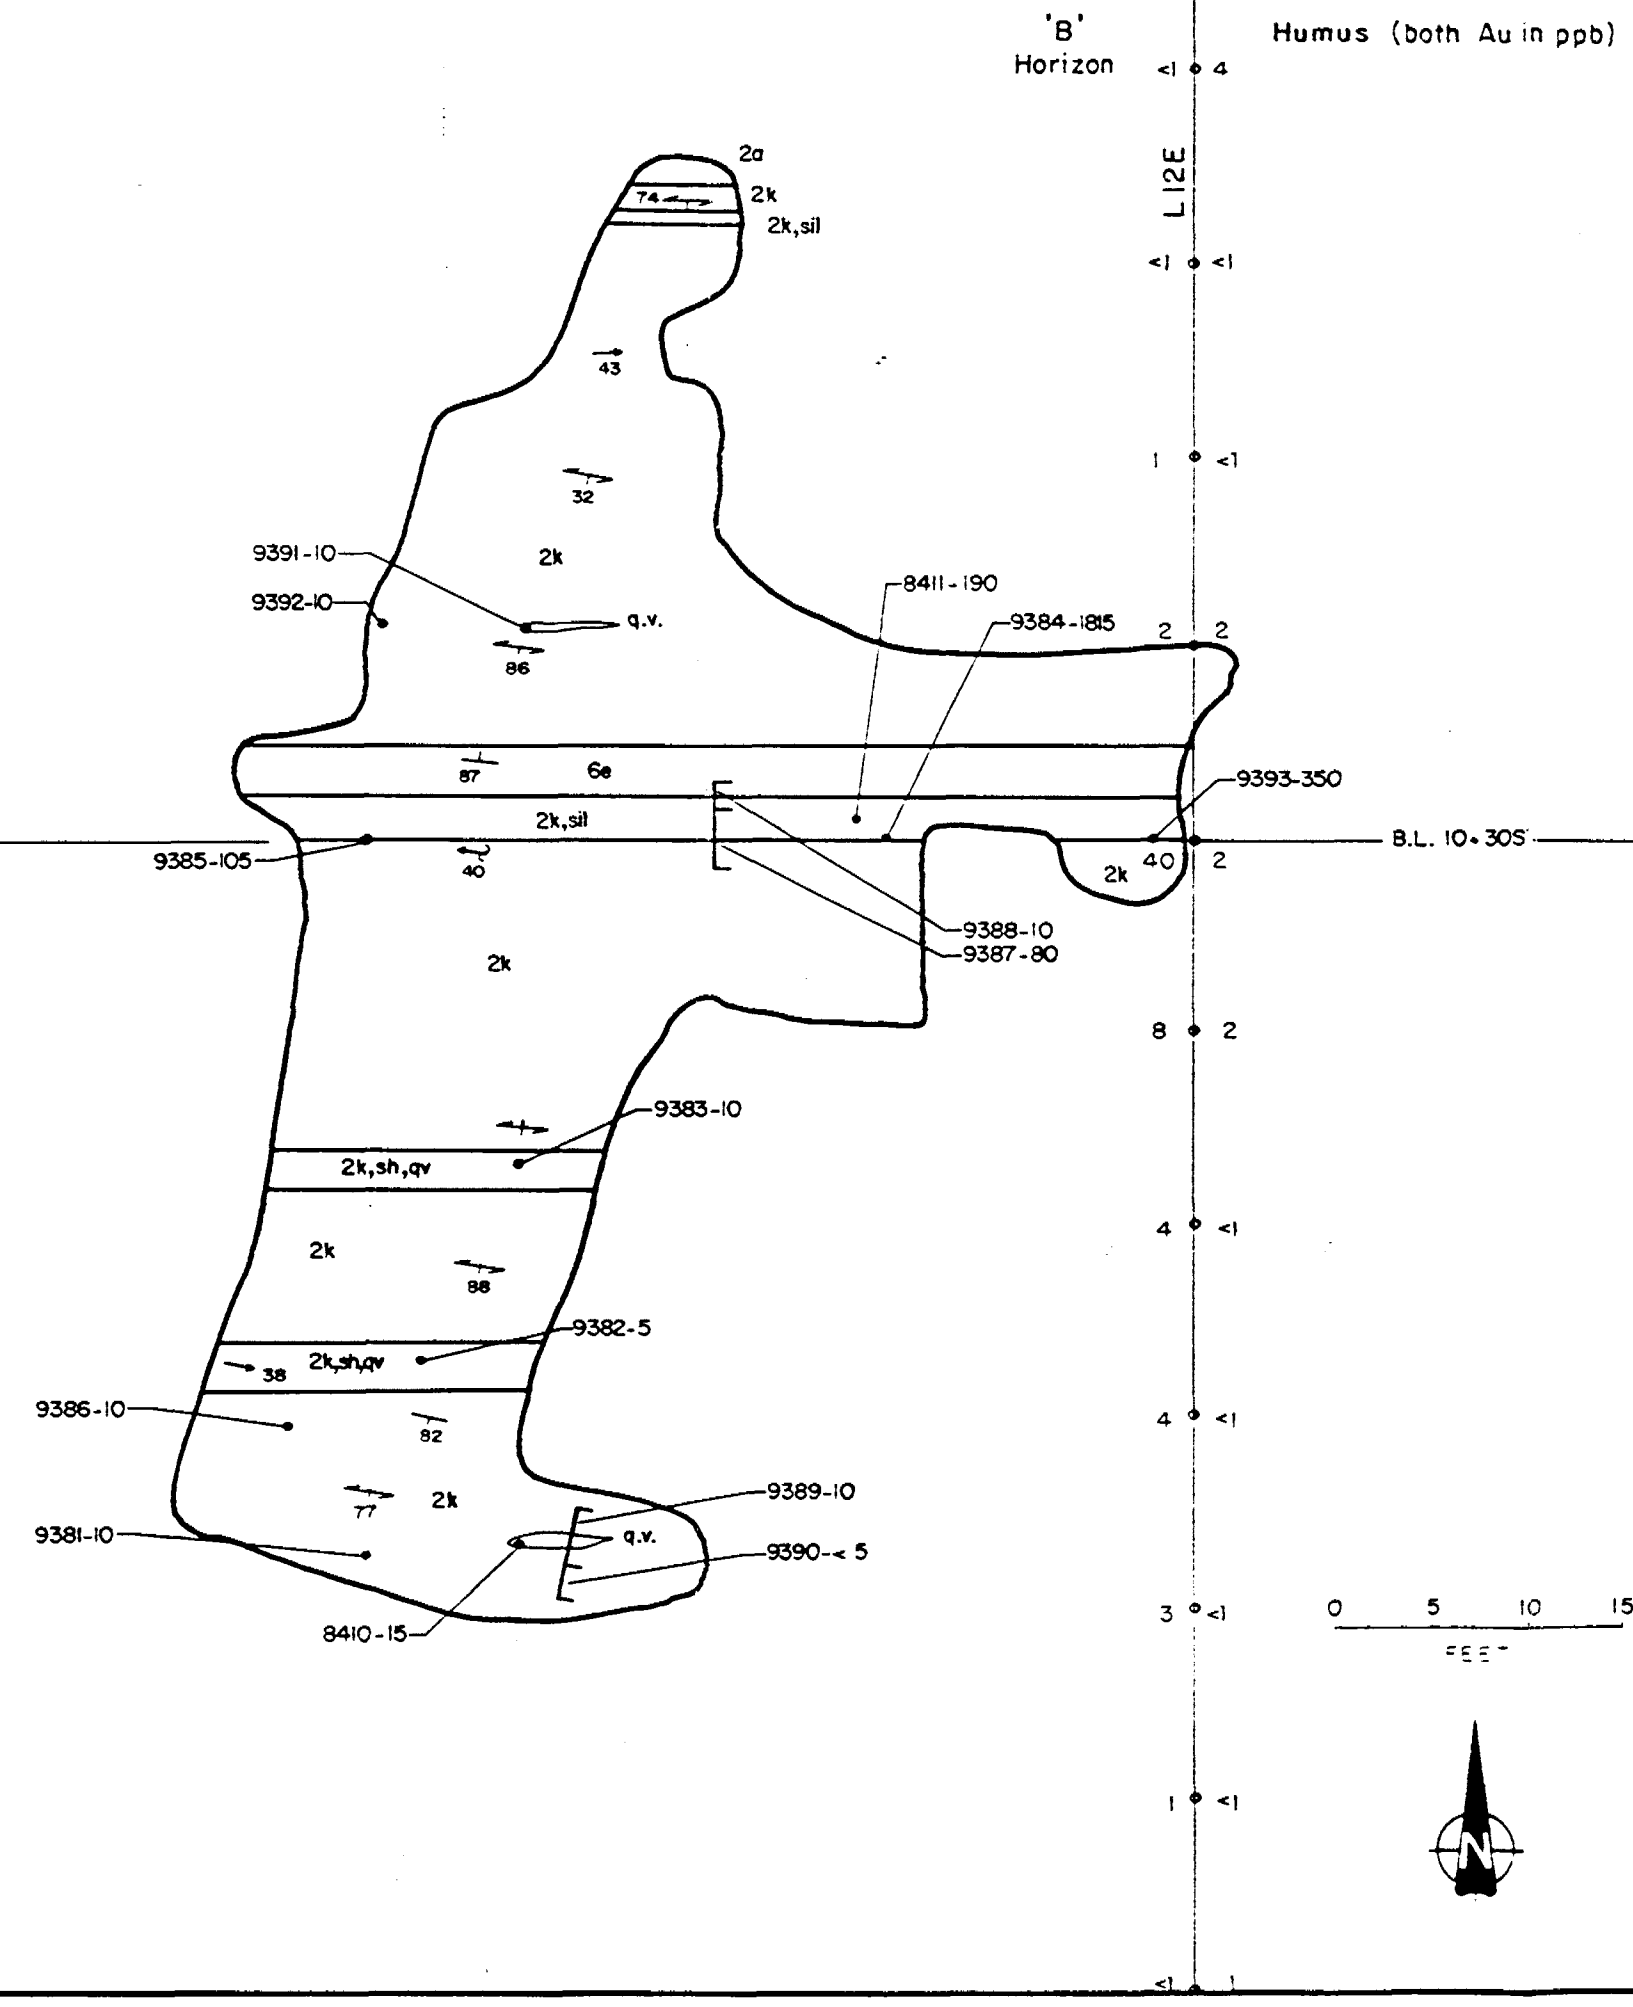 'B'
Horizon
Humus (both Au in ppb)
<1 4
L12E
2a
74
2k
2k,sil
<1 <1
43
1 <1
32
2k
9391-10
9392-10
q.v.
86
8411-190
9384-1815
2 2
87
6e
9393-350
2k,sil
B.L. 10+30S
9385-105
40
40 2
2k
9388-10
9387-80
2k
8 2
9383-10
2k,sh,qv
4 <1
2k
88
9382-5
2k,sh,qv
38
9386-10
82
4 <1
9389-10
77
2k
9381-10
q.v.
9390-<5
8410-15
3 <1
0 5 10 15
FEET
1 <1
N
<1 1